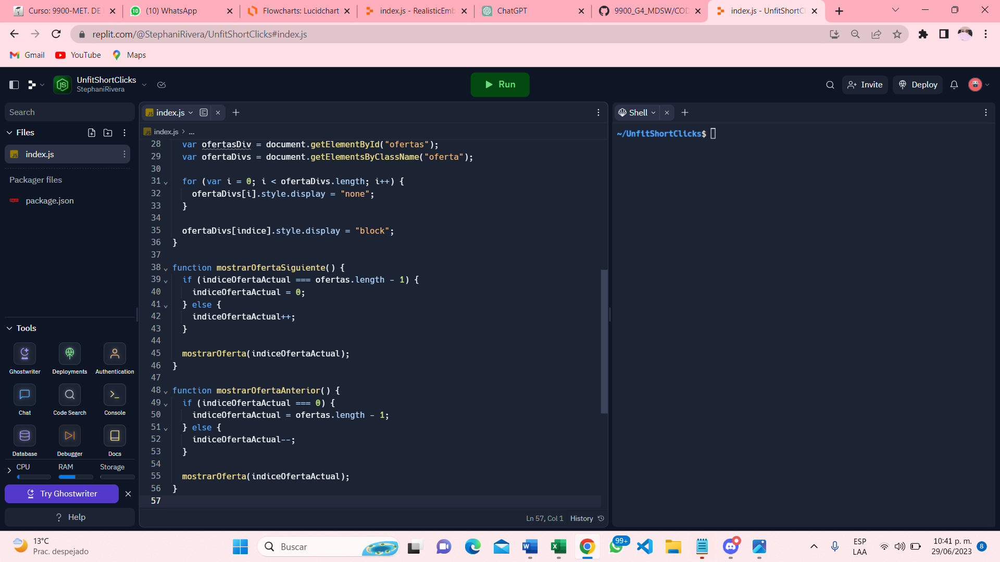 Curso: 9900-MET. DE
(10) WhatsApp
Flowcharts: Lucidchart
index.js - RealisticEmb
ChatGPT
9900_G4_MDSW/COD
index.js - UnfitShortCl
replit.com/@StephaniRivera/UnfitShortClicks#index.js
Gmail
YouTube
Maps
UnfitShortClicks
StephaniRivera
Run
Invite
Deploy
Search
Files
index.js
Packager files
package.json
Tools
Ghostwriter
Deployments
Authentication
Chat
Code Search
Console
Database
Debugger
Docs
CPU
RAM
Storage
Try Ghostwriter
? Help
index.js
index.js > ...
28 var ofertasDiv = document.getElementById("ofertas");
29 var ofertaDivs = document.getElementsByClassName("oferta");
30
31 for (var i = 0; i < ofertaDivs.length; i++) {
32 ofertaDivs[i].style.display = "none";
33 }
34
35 ofertaDivs[indice].style.display = "block";
36 }
37
38 function mostrarOfertaSiguiente() {
39 if (indiceOfertaActual === ofertas.length - 1) {
40 indiceOfertaActual = 0;
41 } else {
42 indiceOfertaActual++;
43 }
44
45 mostrarOferta(indiceOfertaActual);
46 }
47
48 function mostrarOfertaAnterior() {
49 if (indiceOfertaActual === 0) {
50 indiceOfertaActual = ofertas.length - 1;
51 } else {
52 indiceOfertaActual--;
53 }
54
55 mostrarOferta(indiceOfertaActual);
56 }
57
Ln 57, Col 1 History
Shell
~/UnfitShortClicks$
13°C
Prac. despejado
Buscar
99+
ESP
LAA
10:41 p. m.
29/06/2023
8